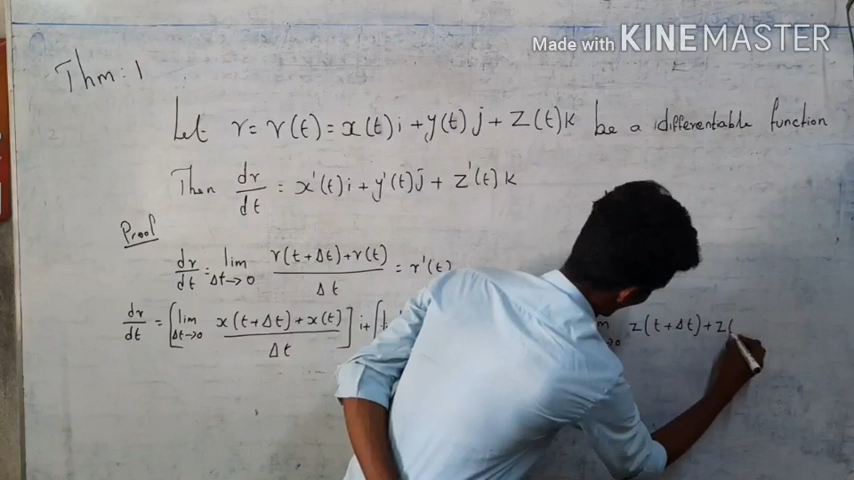 Made with KINEMASTER
Thm: 1
Let r = r(t) = x(t)i + y(t)j + z(t)k be a differentable function
Then dr/dt = x'(t)i + y'(t)j + z'(t)k
Proof
dr/dt = lim Δt→0 r(t+Δt)+r(t)/Δt = r'(t)
dr/dt = [lim Δt→0 x(t+Δt)+x(t)/Δt] i + [ z(t+Δt)+z(